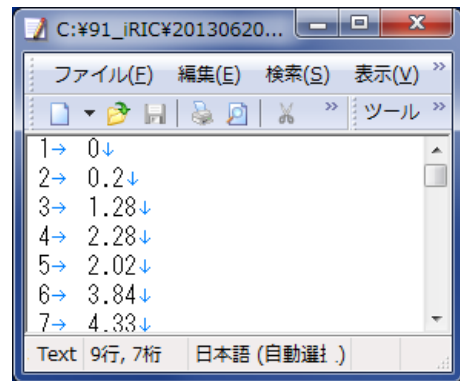 C:¥91_iRIC¥20130620...
ファイル(F) 編集(E) 検索(S) 表示(V) »
» ツール »
1→ 0↓
2→ 0.2↓
3→ 1.28↓
4→ 2.28↓
5→ 2.02↓
6→ 3.84↓
7→ 4.33↓
Text 9行, 7桁 日本語 (自動選択.)